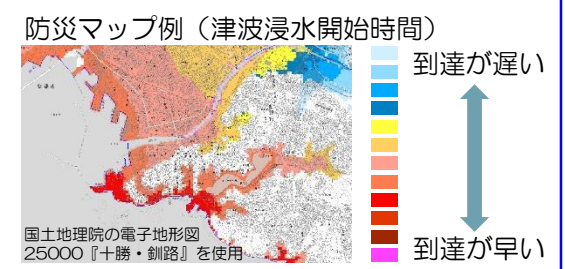 防災マップ例（津波浸水開始時間）
到達が遅い
到達が早い
国土地理院の電子地形図
25000『十勝・釧路』を使用